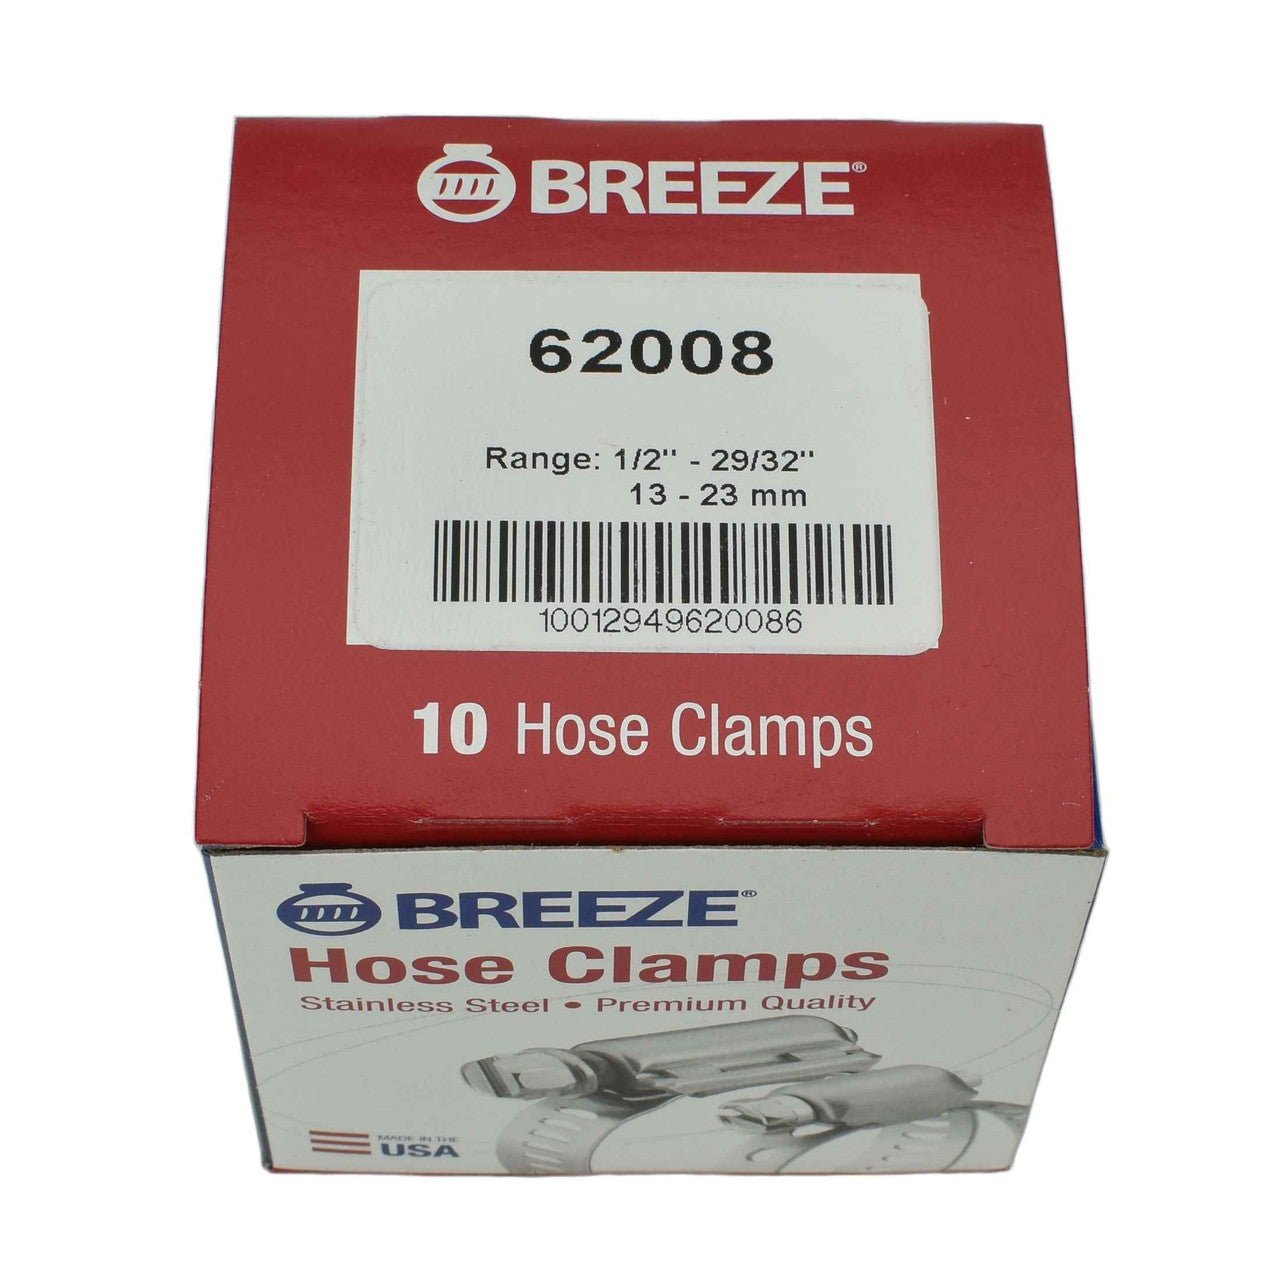 BREEZE®
62008
Range: 1/2" - 29/32"
13 - 23 mm
10012949620086
10 Hose Clamps
BREEZE®
Hose Clamps
Stainless Steel • Premium Quality
MADE IN THE
USA